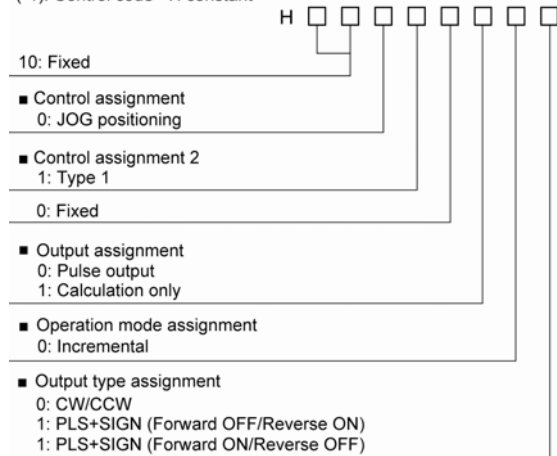 H
10: Fixed
■ Control assignment
0: JOG positioning
■ Control assignment 2
1: Type 1
0: Fixed
■ Output assignment
0: Pulse output
1: Calculation only
■ Operation mode assignment
0: Incremental
■ Output type assignment
0: CW/CCW
1: PLS+SIGN (Forward OFF/Reverse ON)
1: PLS+SIGN (Forward ON/Reverse OFF)